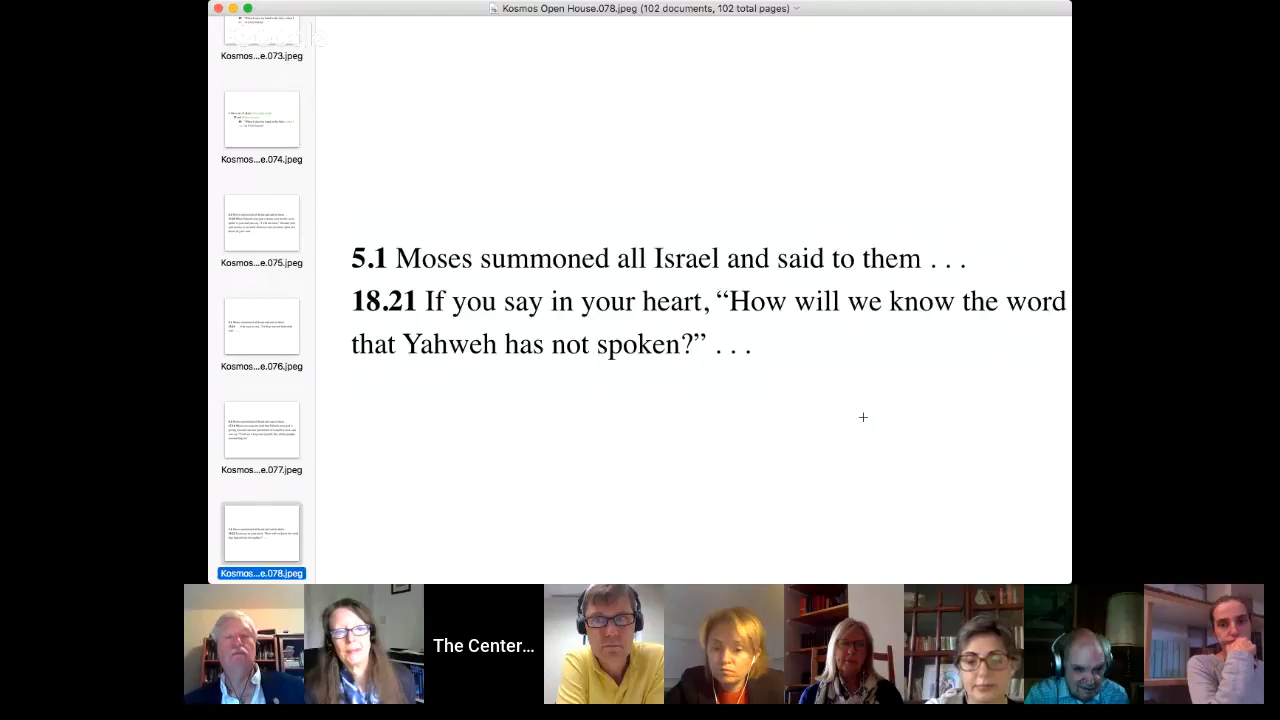 Kosmos Open House.078.jpeg (102 documents, 102 total pages)
Kosmos...e.073.jpeg
Kosmos...e.074.jpeg
Kosmos...e.075.jpeg
Kosmos...e.076.jpeg
Kosmos...e.077.jpeg
Kosmos...e.078.jpeg
5.1 Moses summoned all Israel and said to them . . .
18.21 If you say in your heart, “How will we know the word
that Yahweh has not spoken?” . . .
The Center...